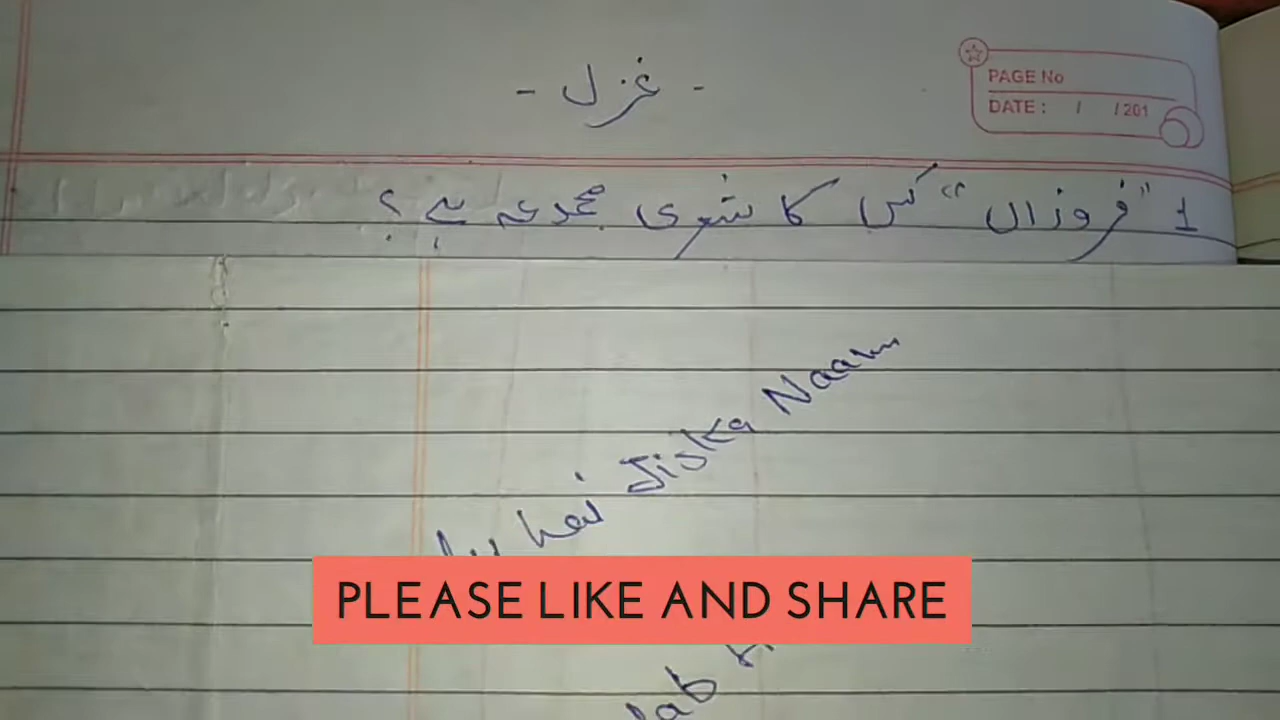 - غزل -
PAGE No
DATE : / / 201
1 "فروزاں" کس کا شعری مجموعہ ہے؟
hai Jiska Naam
PLEASE LIKE AND SHARE